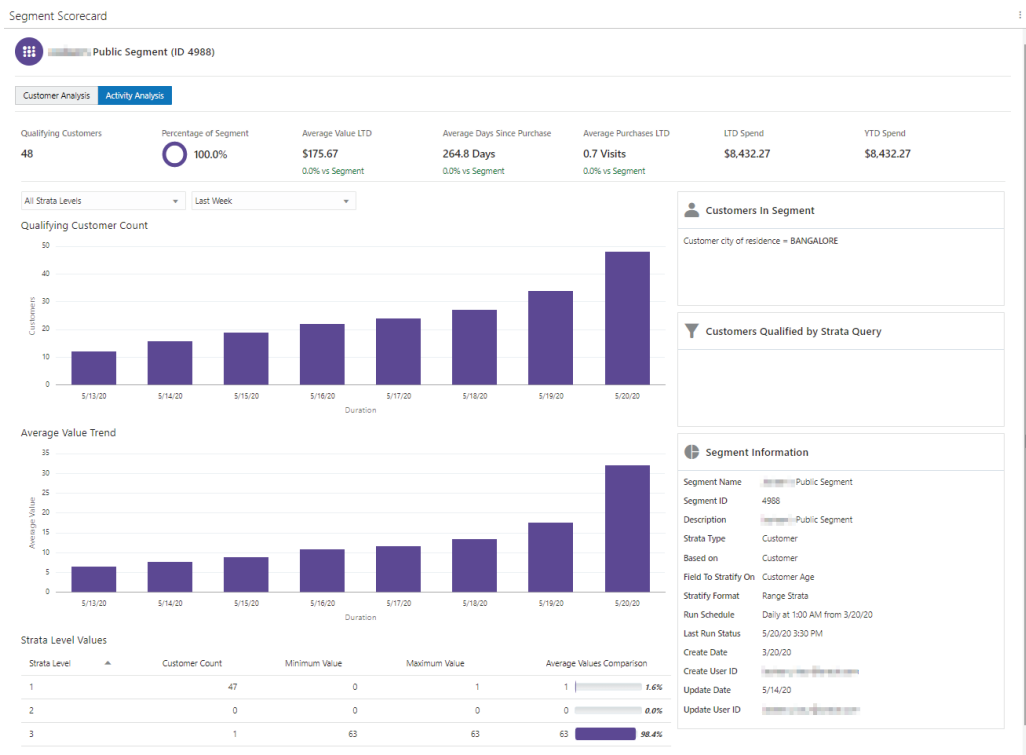 Segment Scorecard
Public Segment (ID 4988)
Customer Analysis Activity Analysis
Qualifying Customers Percentage of Segment Average Value LTD Average Days Since Purchase Average Purchases LTD LTD Spend YTD Spend
48 100.0% $175.67 264.8 Days 0.7 Visits $8,432.27 $8,432.27
0.0% vs Segment 0.0% vs Segment 0.0% vs Segment
All Strata Levels Last Week
Qualifying Customer Count
50
40
30
20
10
0
Customers
5/13/20 5/14/20 5/15/20 5/16/20 5/17/20 5/18/20 5/19/20 5/20/20
Duration
Average Value Trend
35
30
25
20
15
10
5
0
Average Value
5/13/20 5/14/20 5/15/20 5/16/20 5/17/20 5/18/20 5/19/20 5/20/20
Duration
Strata Level Values
Strata Level Customer Count Minimum Value Maximum Value Average Values Comparison
1 47 0 1 1 1.6%
2 0 0 0 0 0.0%
3 1 63 63 63 98.4%
Customers In Segment
Customer city of residence = BANGALORE
Customers Qualified by Strata Query
Segment Information
Segment Name Public Segment
Segment ID 4988
Description Public Segment
Strata Type Customer
Based on Customer
Field To Stratify On Customer Age
Stratify Format Range Strata
Run Schedule Daily at 1:00 AM from 3/20/20
Last Run Status 5/20/20 3:30 PM
Create Date 3/20/20
Create User ID
Update Date 5/14/20
Update User ID